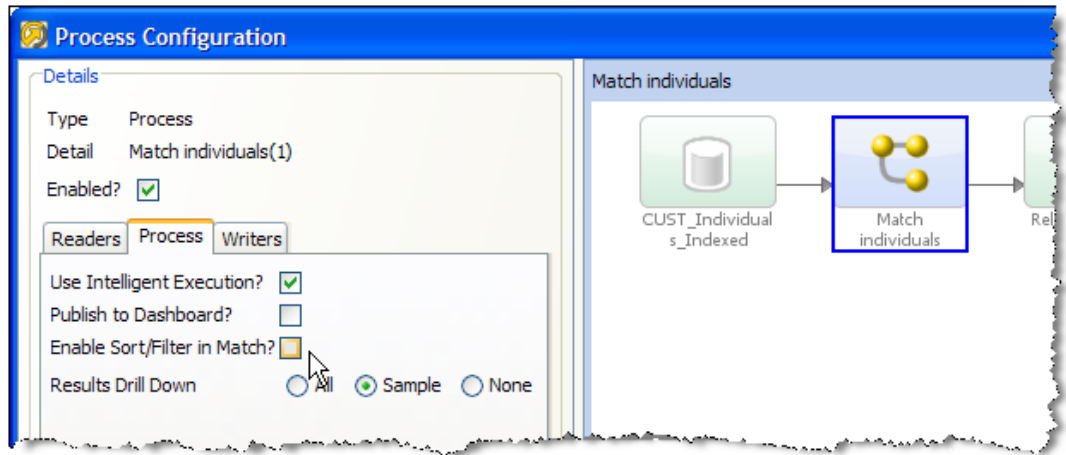 Process Configuration
Details
Type Process
Detail Match individuals(1)
Enabled?
Readers Process Writers
Use Intelligent Execution?
Publish to Dashboard?
Enable Sort/Filter in Match?
Results Drill Down All Sample None
Match individuals
CUST_Individual
s_Indexed
Match
individuals